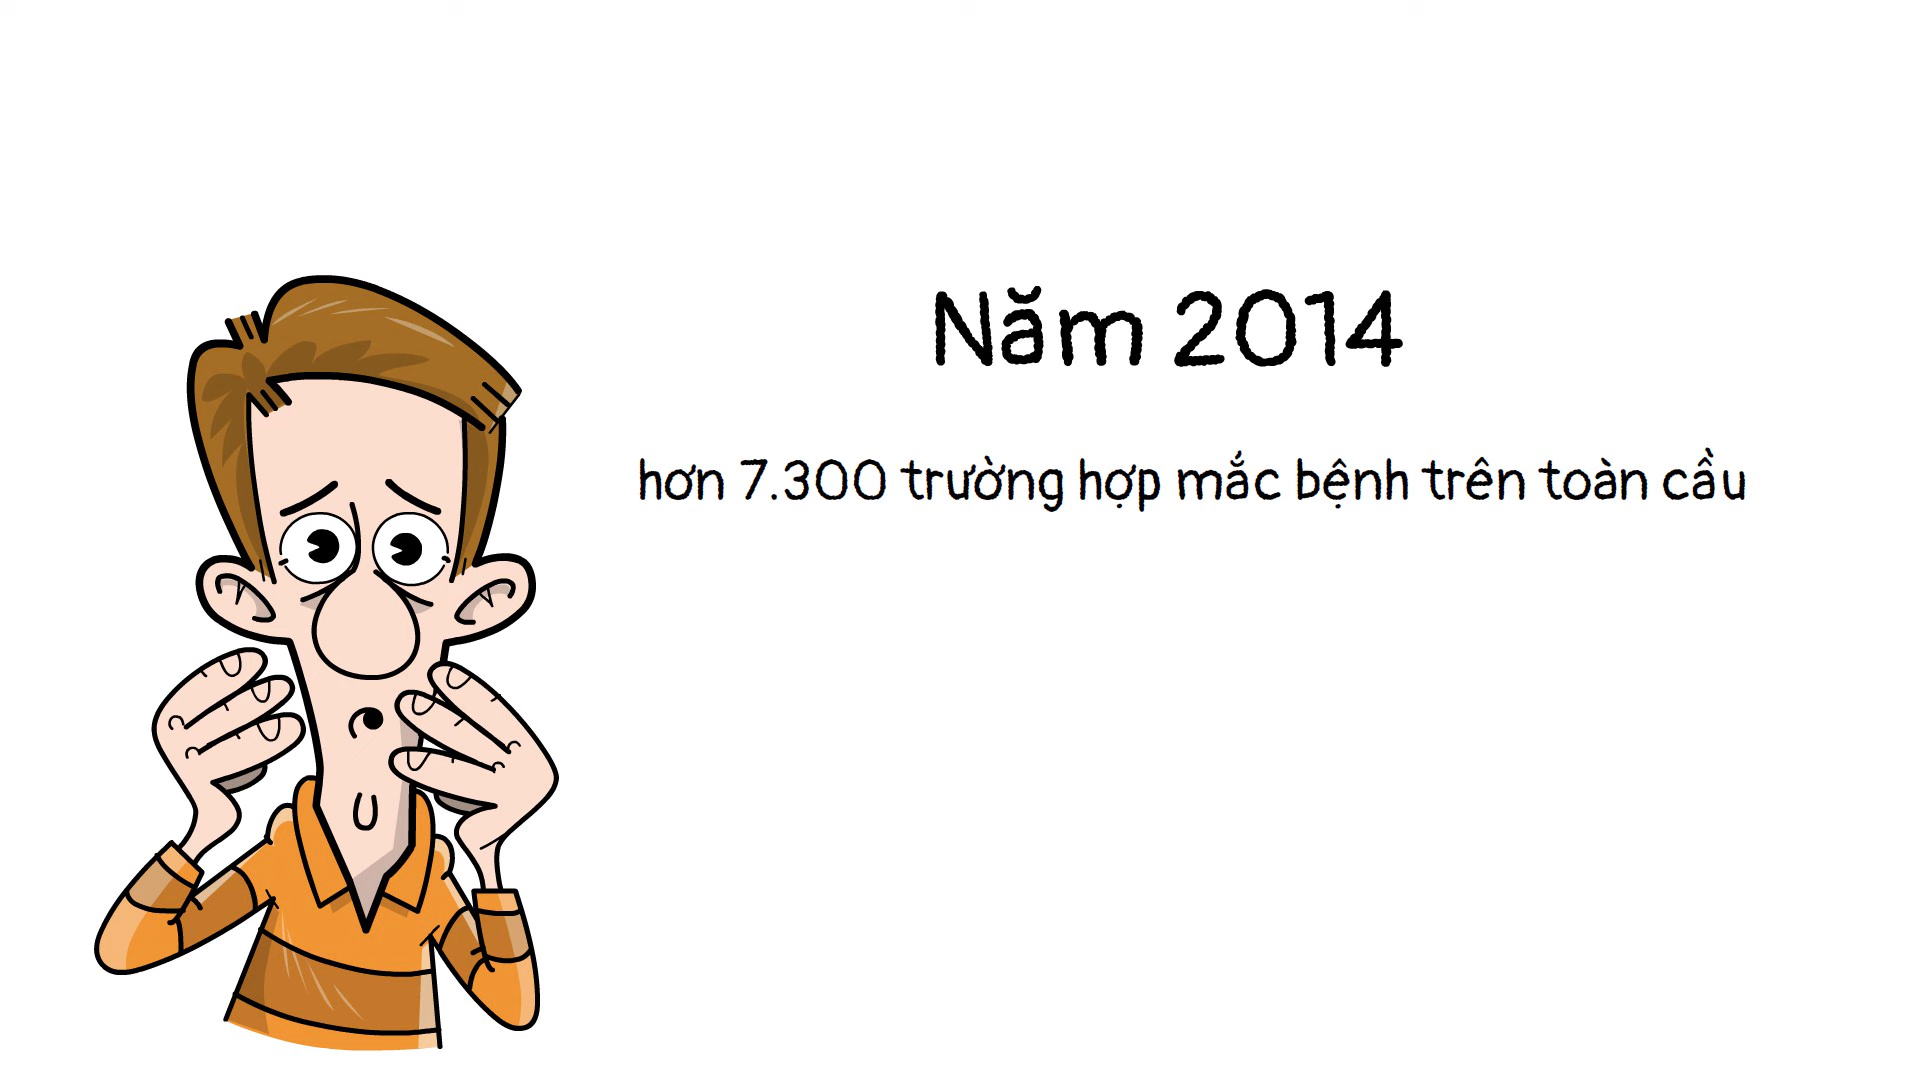 Năm 2014
hơn 7.300 trường hợp mắc bệnh trên toàn cầu